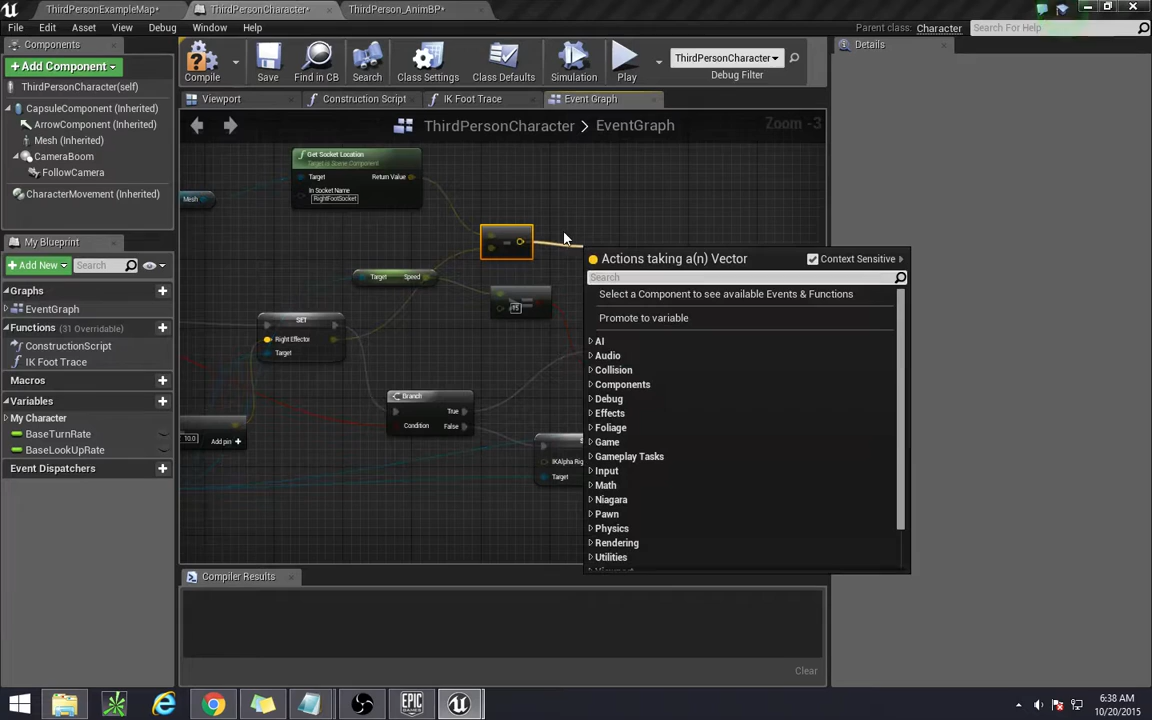 ThirdPersonExampleMap*
ThirdPersonCharacter*
ThirdPerson_AnimBP*
File Edit Asset View Debug Window Help
Parent class: Character
Search For Help
Components
+ Add Component
ThirdPersonCharacter(self)
CapsuleComponent (Inherited)
ArrowComponent (Inherited)
Mesh (Inherited)
CameraBoom
FollowCamera
CharacterMovement (Inherited)
My Blueprint
+ Add New
Search
Graphs
EventGraph
Functions (31 Overridable)
ConstructionScript
IK Foot Trace
Macros
Variables
My Character
BaseTurnRate
BaseLookUpRate
Event Dispatchers
Compile
Save
Find in CB
Search
Class Settings
Class Defaults
Simulation
Play
ThirdPersonCharacter
Debug Filter
Viewport
Construction Script
IK Foot Trace
Event Graph
ThirdPersonCharacter > EventGraph
Zoom -3
Get Socket Location
Target is Scene Component
Target
Return Value
In Socket Name
RightFootSocket
Mesh
Target Speed
15
SET
Right Effector
Target
10.0
Add pin +
Branch
True
Condition
False
Target
Actions taking a(n) Vector
Context Sensitive
Search
Select a Component to see available Events & Functions
Promote to variable
AI
Audio
Collision
Components
Debug
Effects
Foliage
Game
Gameplay Tasks
Input
Math
Niagara
Pawn
Physics
Rendering
Utilities
Details
Compiler Results
Clear
EPIC GAMES
6:38 AM
10/20/2015